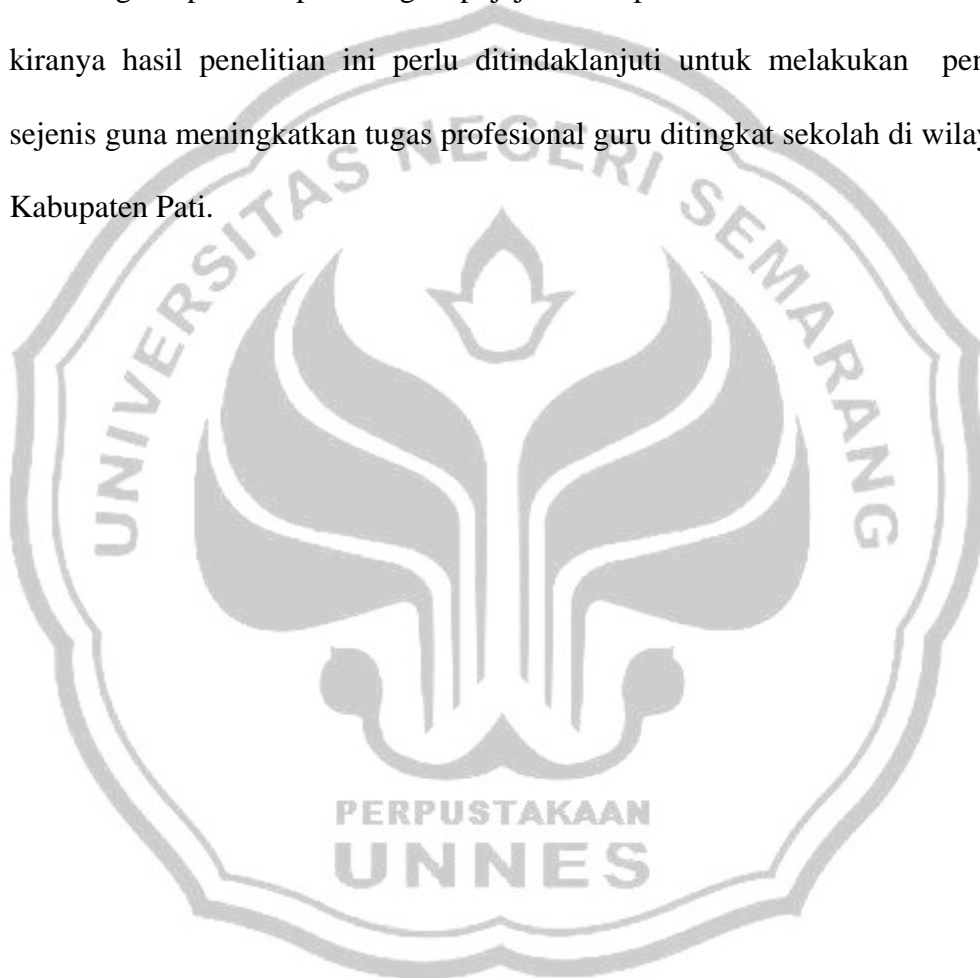 kiranya hasil penelitian ini perlu ditindaklanjuti untuk melakukan
sejenis guna meningkatkan tugas profesional guru ditingkat sekolah di
Kabupaten Pati.
UNIVERSITAS NEGERI SEMARANG
PERPUSTAKAAN
UNNES